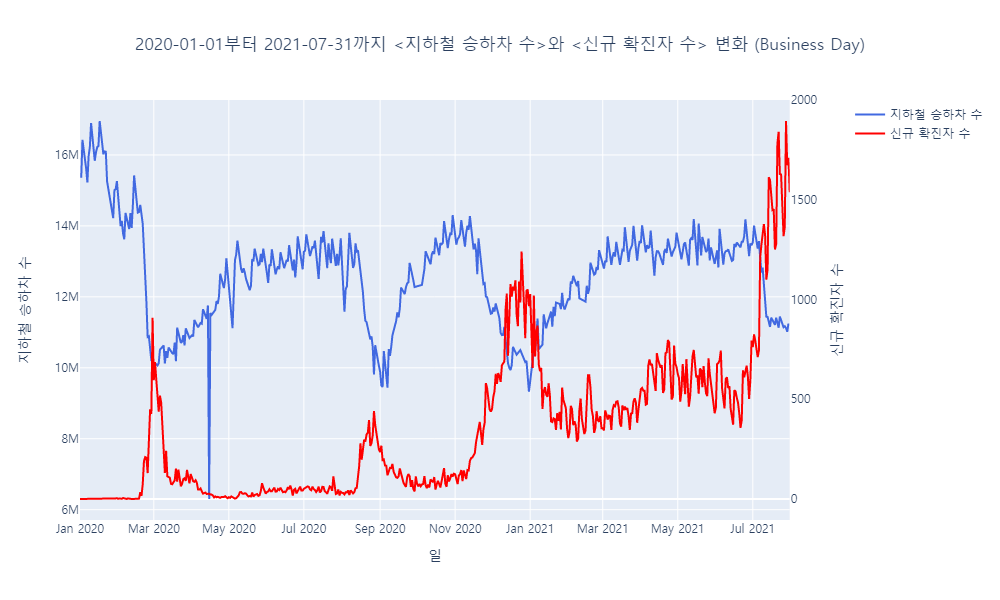 2020-01-01부터 2021-07-31까지 <지하철 승하차 수>와 <신규 확진자 수> 변화 (Business Day)
지하철 승하차 수
신규 확진자 수
16M
14M
12M
10M
8M
6M
지하철 승하차 수
2000
1500
1000
500
0
신규 확진자 수
Jan 2020
Mar 2020
May 2020
Jul 2020
Sep 2020
Nov 2020
Jan 2021
Mar 2021
May 2021
Jul 2021
일